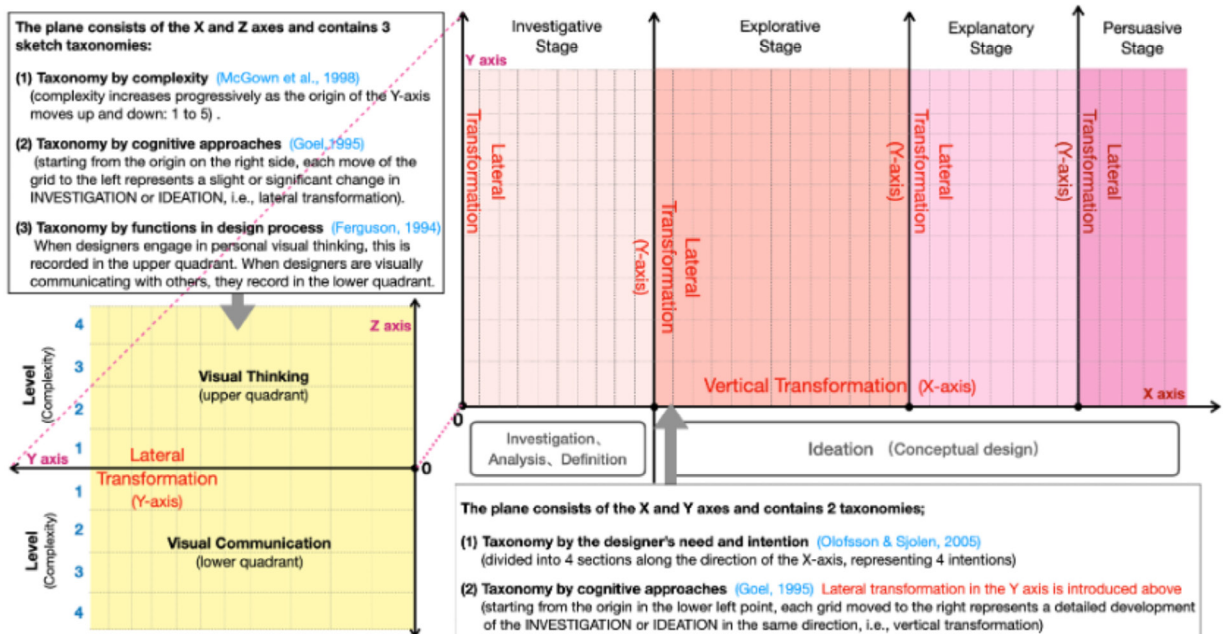 The plane consists of the X and Z axes and contains 3
sketch taxonomies:
(1) Taxonomy by complexity (McGown et al., 1998)
(complexity increases progressively as the origin of the Y-axis
moves up and down: 1 to 5) .
(2) Taxonomy by cognitive approaches (Goel,1995)
(starting from the origin on the right side, each move of the
grid to the left represents a slight or significant change in
INVESTIGATION or IDEATION, i.e., lateral transformation).
(3) Taxonomy by functions in design process (Ferguson, 1994)
When designers engage in personal visual thinking, this is
recorded in the upper quadrant. When designers are visually
communicating with others, they record in the lower quadrant.
Investigative
Stage
Explorative
Stage
Explanatory
Stage
Persuasive
Stage
Y axis
Lateral
Transformation
Lateral
Transformation
(Y-axis)
Lateral
Transformation
(Y-axis)
Lateral
Transformation
(Y-axis)
Vertical Transformation (X-axis)
X axis
0
Investigation、
Analysis、Definition
Ideation （Conceptual design）
Z axis
Level
(Complexity)
4
3
2
1
Visual Thinking
(upper quadrant)
Y axis
Lateral
Transformation
(Y-axis)
0
Level
(Complexity)
1
2
3
4
Visual Communication
(lower quadrant)
The plane consists of the X and Y axes and contains 2 taxonomies;
(1) Taxonomy by the designer's need and intention (Olofsson & Sjolen, 2005)
(divided into 4 sections along the direction of the X-axis, representing 4 intentions)
(2) Taxonomy by cognitive approaches (Goel, 1995) Lateral transformation in the Y axis is introduced above
(starting from the origin in the lower left point, each grid moved to the right represents a detailed development
of the INVESTIGATION or IDEATION in the same direction, i.e., vertical transformation)